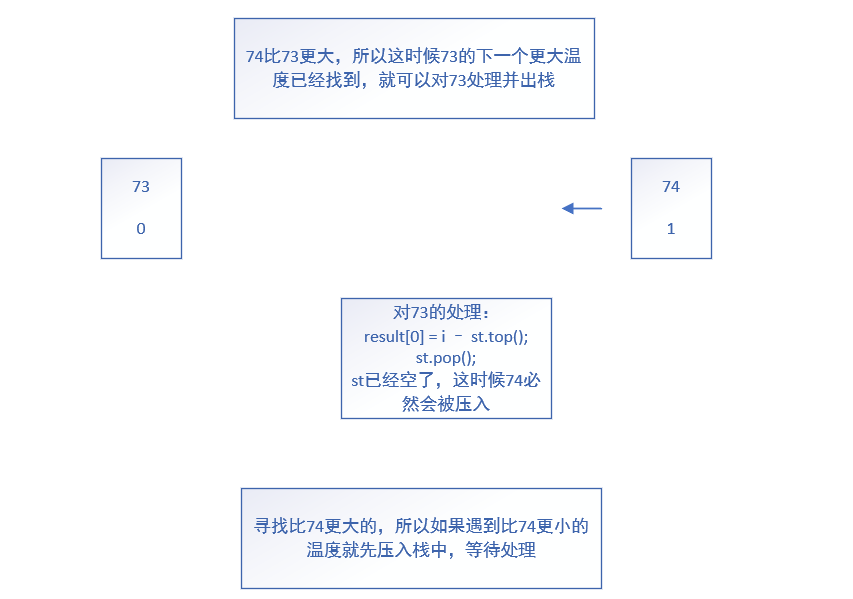 74比73更大，所以这时候73的下一个更大温
度已经找到，就可以对73处理并出栈
73
0
74
1
对73的处理：
result[0] = i － st.top();
st.pop();
st已经空了，这时候74必
然会被压入
寻找比74更大的，所以如果遇到比74更小的
温度就先压入栈中，等待处理